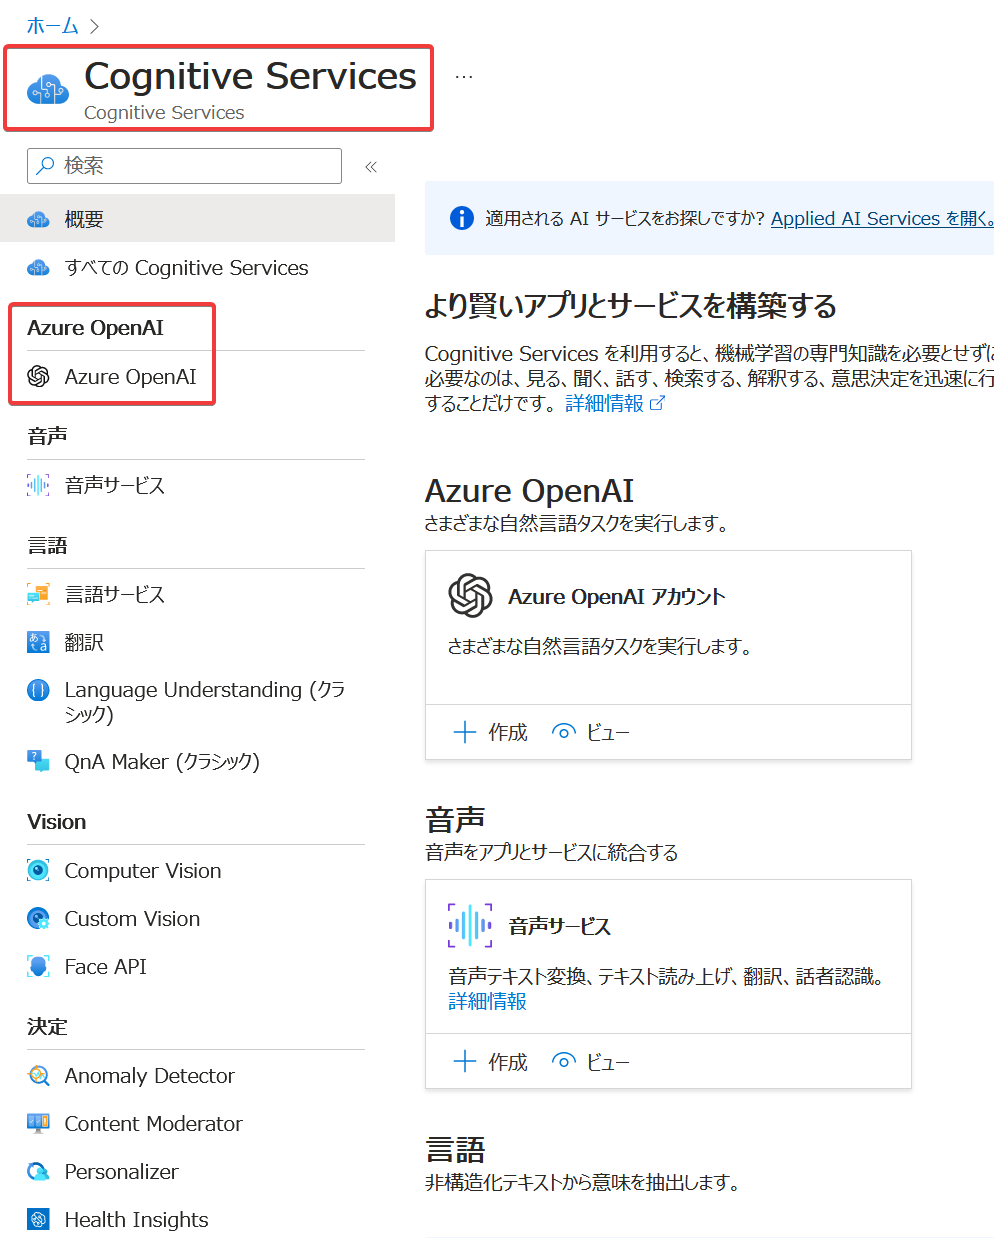 ホーム
Cognitive Services
Cognitive Services
…
検索
«
概要
すべての Cognitive Services
Azure OpenAI
Azure OpenAI
音声
音声サービス
言語
言語サービス
翻訳
Language Understanding (クラ
シック)
QnA Maker (クラシック)
Vision
Computer Vision
Custom Vision
Face API
決定
Anomaly Detector
Content Moderator
Personalizer
Health Insights
適用される AI サービスをお探しですか? Applied AI Services を開く。
より賢いアプリとサービスを構築する
Cognitive Services を利用すると、機械学習の専門知識を必要とせずに
必要なのは、見る、聞く、話す、検索する、解釈する、意思決定を迅速に行
することだけです。 詳細情報
Azure OpenAI
さまざまな自然言語タスクを実行します。
Azure OpenAI アカウント
さまざまな自然言語タスクを実行します。
作成 ビュー
音声
音声をアプリとサービスに統合する
音声サービス
音声テキスト変換、テキスト読み上げ、翻訳、話者認識。
詳細情報
作成 ビュー
言語
非構造化テキストから意味を抽出します。